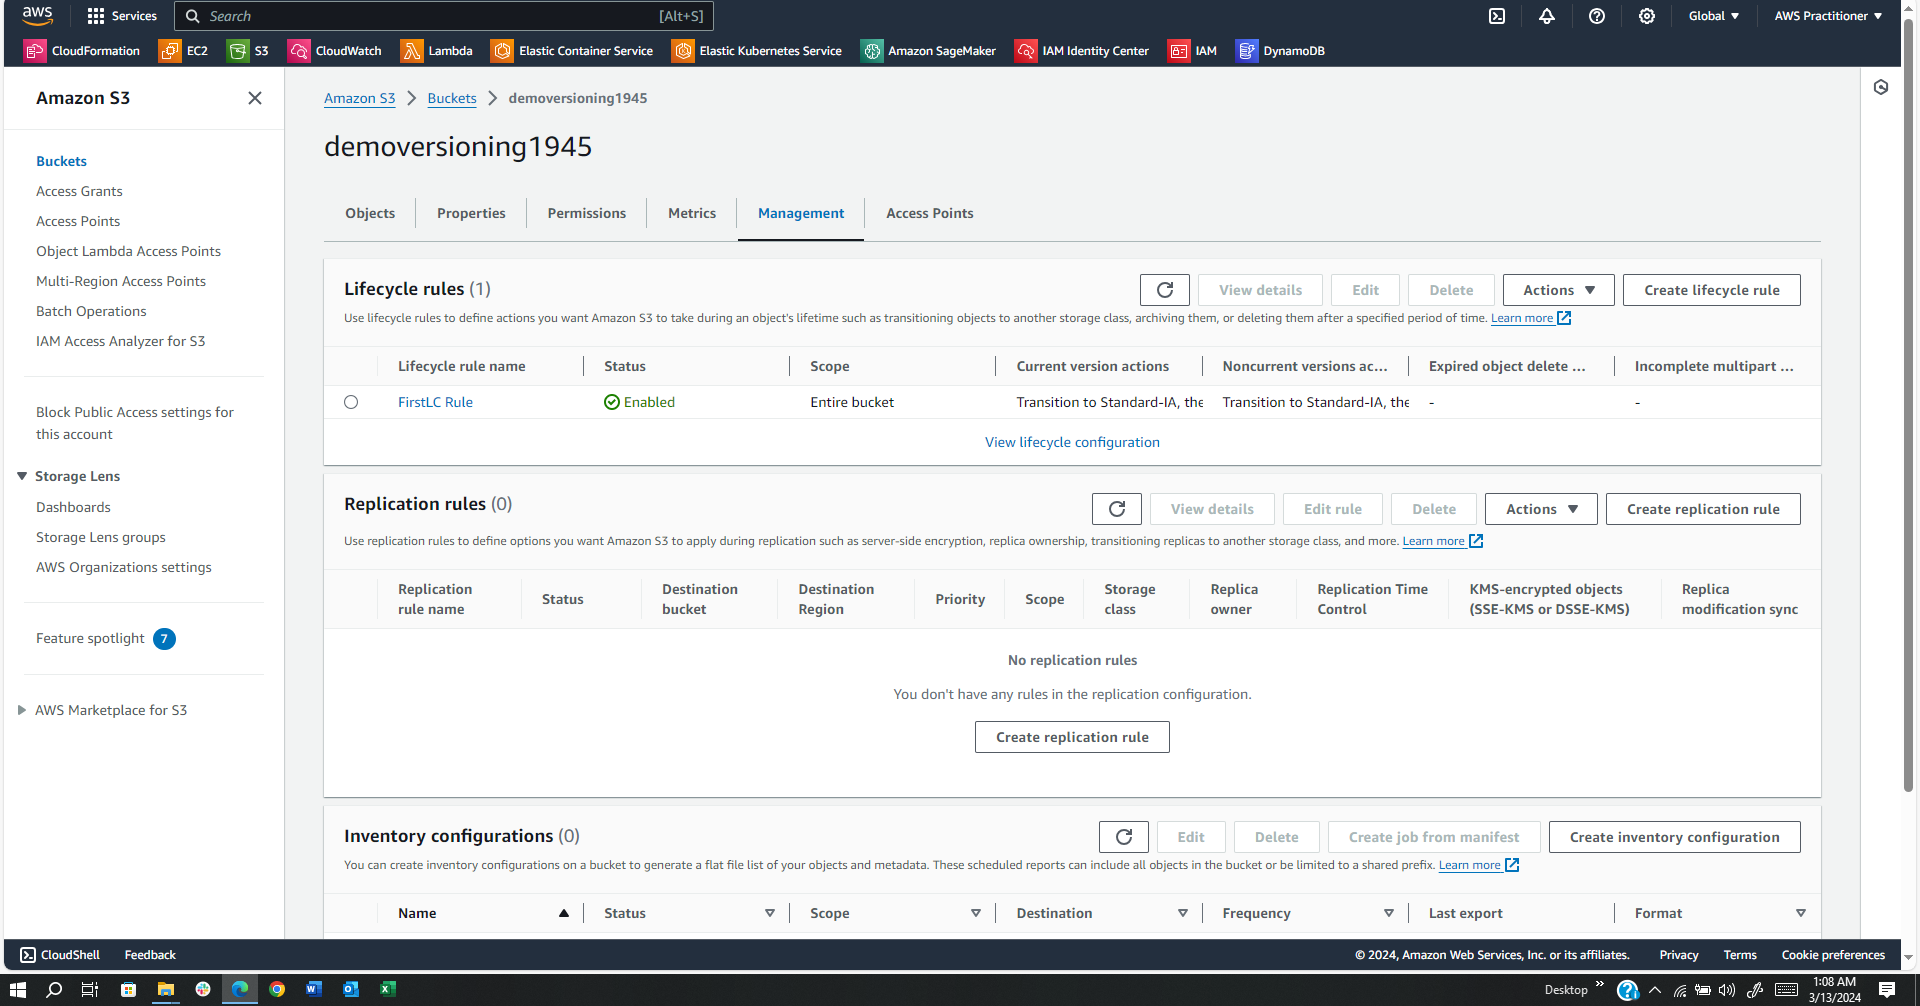 aws Services Search [Alt+S] Global AWS Practitioner
CloudFormation EC2 S3 CloudWatch Lambda Elastic Container Service Elastic Kubernetes Service Amazon SageMaker IAM Identity Center IAM DynamoDB
Amazon S3
Buckets
Access Grants
Access Points
Object Lambda Access Points
Multi-Region Access Points
Batch Operations
IAM Access Analyzer for S3
Block Public Access settings for
this account
Storage Lens
Dashboards
Storage Lens groups
AWS Organizations settings
Feature spotlight 7
AWS Marketplace for S3
Amazon S3 Buckets demoversioning1945
demoversioning1945
Objects Properties Permissions Metrics Management Access Points
Lifecycle rules (1) View details Edit Delete Actions Create lifecycle rule
Use lifecycle rules to define actions you want Amazon S3 to take during an object's lifetime such as transitioning objects to another storage class, archiving them, or deleting them after a specified period of time. Learn more
Lifecycle rule name Status Scope Current version actions Noncurrent versions ac... Expired object delete ... Incomplete multipart ...
FirstLC Rule Enabled Entire bucket Transition to Standard-IA, the Transition to Standard-IA, the - -
View lifecycle configuration
Replication rules (0) View details Edit rule Delete Actions Create replication rule
Use replication rules to define options you want Amazon S3 to apply during replication such as server-side encryption, replica ownership, transitioning replicas to another storage class, and more. Learn more
Replication rule name Status Destination bucket Destination Region Priority Scope Storage class Replica owner Replication Time Control KMS-encrypted objects (SSE-KMS or DSSE-KMS) Replica modification sync
No replication rules
You don't have any rules in the replication configuration.
Create replication rule
Inventory configurations (0) Edit Delete Create job from manifest Create inventory configuration
You can create inventory configurations on a bucket to generate a flat file list of your objects and metadata. These scheduled reports can include all objects in the bucket or be limited to a shared prefix. Learn more
Name Status Scope Destination Frequency Last export Format
CloudShell Feedback © 2024, Amazon Web Services, Inc. or its affiliates. Privacy Terms Cookie preferences
Desktop 1:08 AM
3/13/2024